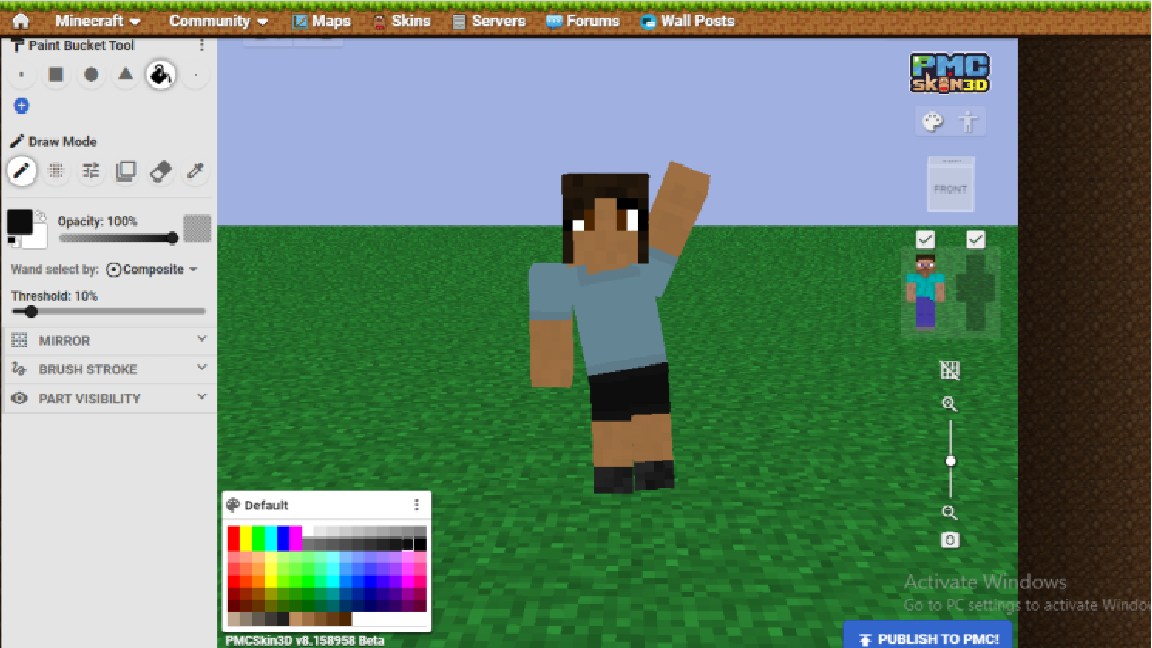 Minecraft Community Maps Skins Servers Forums Wall Posts
Paint Bucket Tool
Draw Mode
Opacity: 100%
Wand select by: Composite
Threshold: 10%
MIRROR
BRUSH STROKE
PART VISIBILITY
PMC
SKIN3D
FRONT
Default
PMCSkin3D v8.158958 Beta
Activate Windows
Go to PC settings to activate Windows
PUBLISH TO PMC!